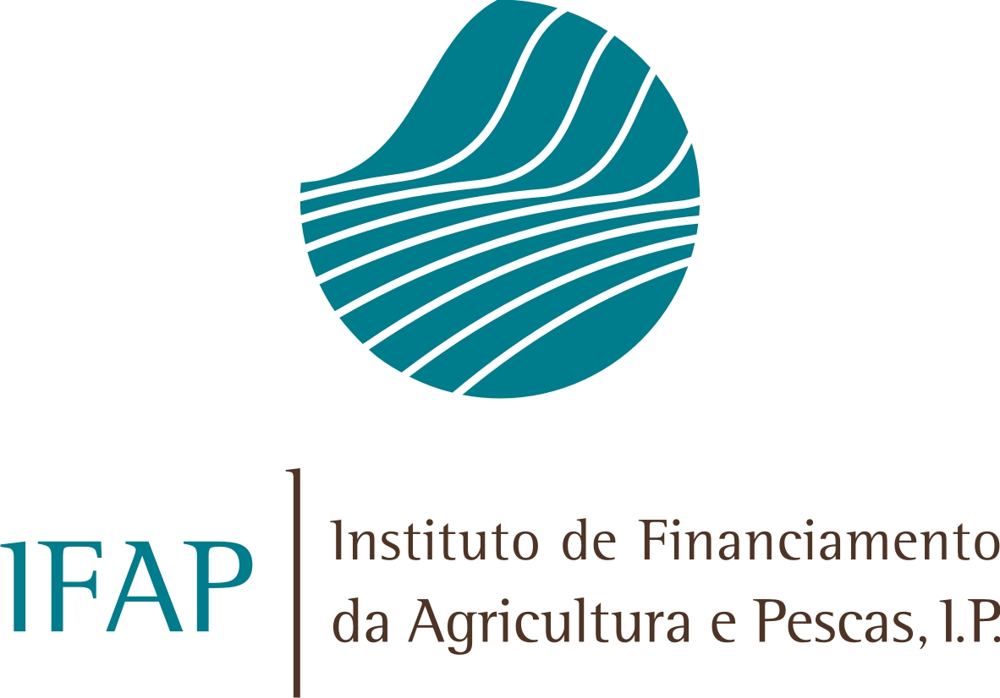 IFAP
Instituto de Financiamento
da Agricultura e Pescas, I.P.